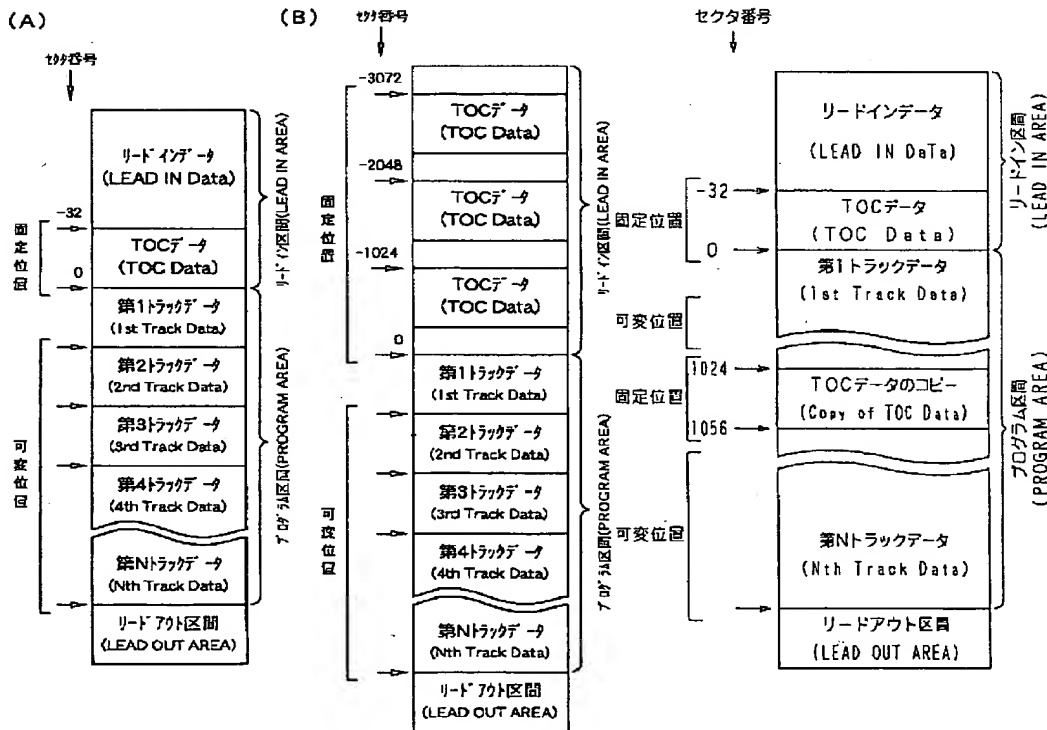 (A)
セクタ番号
リードインデータ
(LEAD IN Data)
-32
TOCデータ
(TOC Data)
0
第1トラックデータ
(1st Track Data)
第2トラックデータ
(2nd Track Data)
第3トラックデータ
(3rd Track Data)
第4トラックデータ
(4th Track Data)
第Nトラックデータ
(Nth Track Data)
リードアウト区間
(LEAD OUT AREA)
固定位置
可変位置
リードイン区間(LEAD IN AREA)
プログラム区間(PROGRAM AREA)
(B)
セクタ番号
-3072
TOCデータ
(TOC Data)
-2048
TOCデータ
(TOC Data)
-1024
TOCデータ
(TOC Data)
0
第1トラックデータ
(1st Track Data)
第2トラックデータ
(2nd Track Data)
第3トラックデータ
(3rd Track Data)
第4トラックデータ
(4th Track Data)
第Nトラックデータ
(Nth Track Data)
リードアウト区間
(LEAD OUT AREA)
固定位置
可変位置
リードイン区間(LEAD IN AREA)
プログラム区間(PROGRAM AREA)
セクタ番号
リードインデータ
(LEAD IN DaTa)
-32
TOCデータ
(TOC Data)
固定位置
0
第1トラックデータ
(1st Track Data)
可変位置
1024
TOCデータのコピー
(Copy of TOC Data)
固定位置
1056
可変位置
第Nトラックデータ
(Nth Track Data)
リードアウト区間
(LEAD OUT AREA)
リードイン区間
(LEAD IN AREA)
プログラム区間
(PROGRAM AREA)